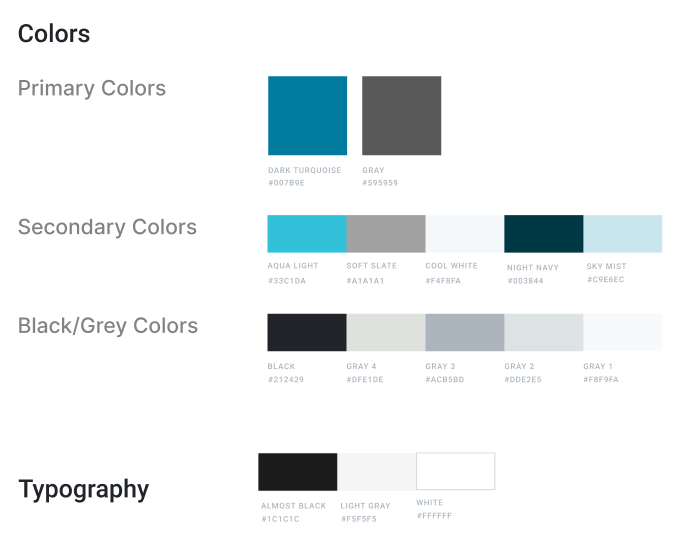 Colors
Primary Colors
DARK TURQUOISE
#007B9E
GRAY
#595959
Secondary Colors
AQUA LIGHT
#33C1DA
SOFT SLATE
#A1A1A1
COOL WHITE
#F4F8FA
NIGHT NAVY
#003844
SKY MIST
#C9E6EC
Black/Grey Colors
BLACK
#212429
GRAY 4
#DFE1DE
GRAY 3
#ACB5BD
GRAY 2
#DDE2E5
GRAY 1
#F8F9FA
Typography
ALMOST BLACK
#1C1C1C
LIGHT GRAY
#F5F5F5
WHITE
#FFFFFF